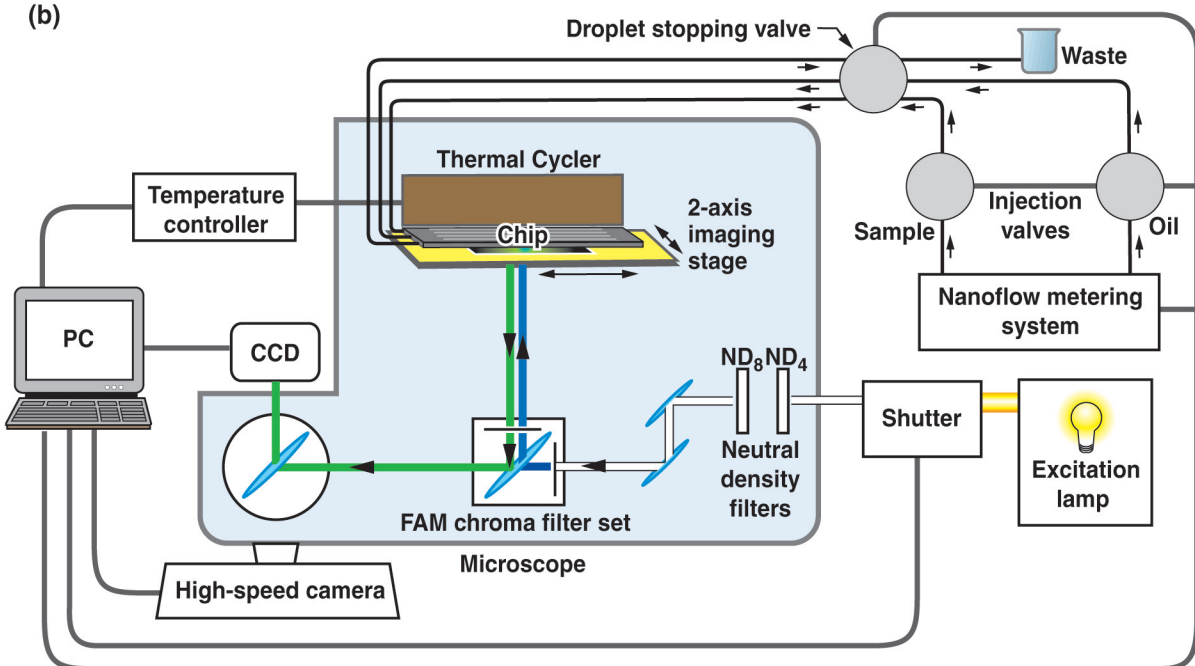 (b)
Droplet stopping valve
Waste
Thermal Cycler
Temperature
controller
Chip
2-axis
imaging
stage
Sample
Injection
valves
Oil
Nanoflow metering
system
PC
CCD
ND₈ ND₄
Shutter
Neutral
density
filters
Excitation
lamp
FAM chroma filter set
Microscope
High-speed camera